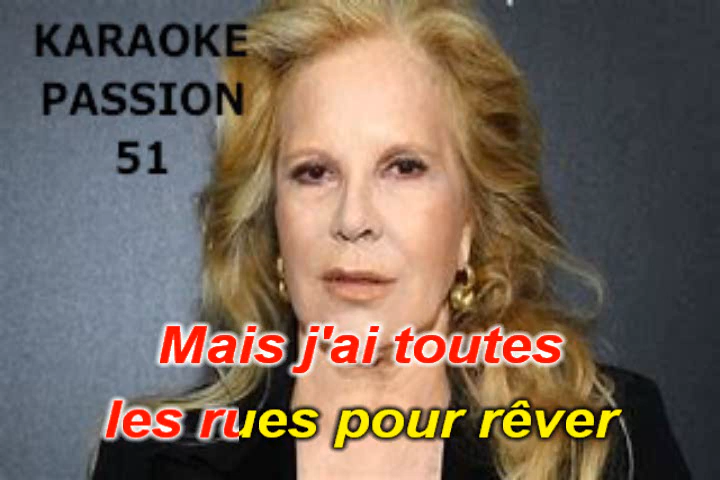 KARAOKE
PASSION
51
Mais j'ai toutes
les rues pour rêver